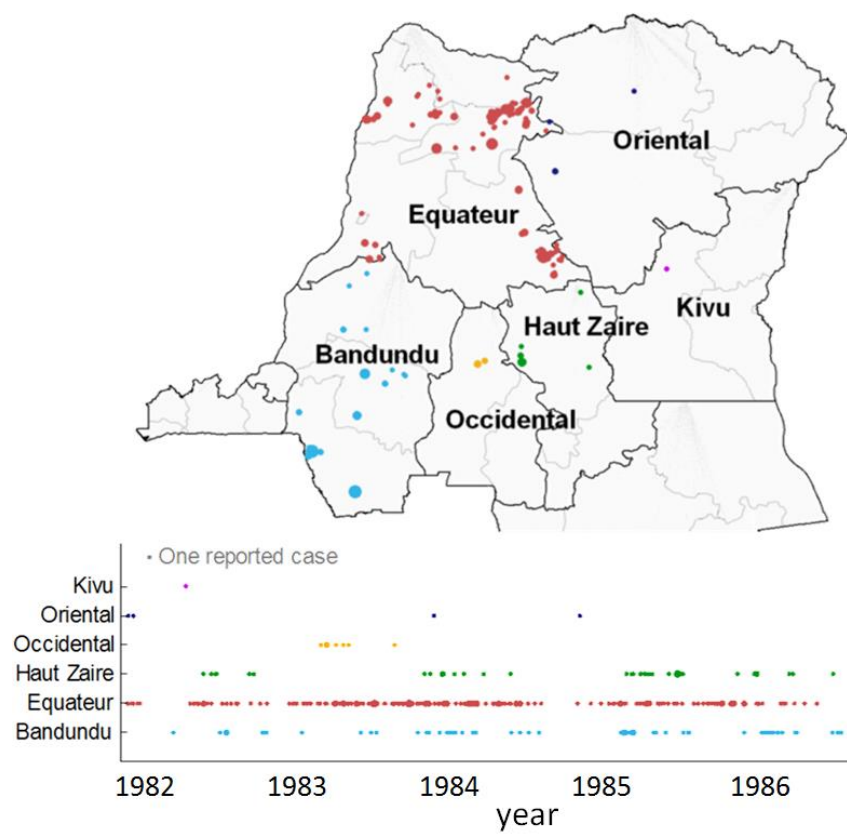 Oriental
Equateur
Kivu
Haut Zaire
Bandundu
Occidental
One reported case
Kivu
Oriental
Occidental
Haut Zaire
Equateur
Bandundu
1982 1983 1984 1985 1986
year